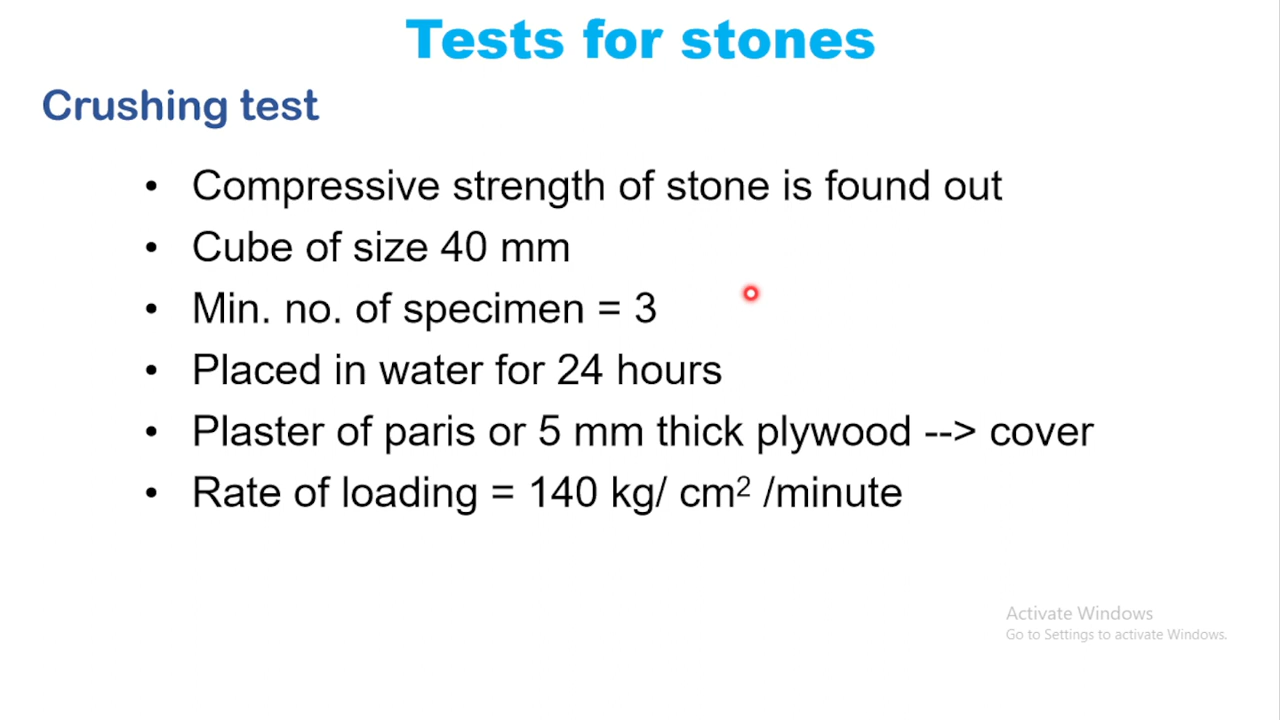 Tests for stones
Crushing test
• Compressive strength of stone is found out
• Cube of size 40 mm
• Min. no. of specimen = 3
• Placed in water for 24 hours
• Plaster of paris or 5 mm thick plywood --> cover
• Rate of loading = 140 kg/ cm² /minute
Activate Windows
Go to Settings to activate Windows.